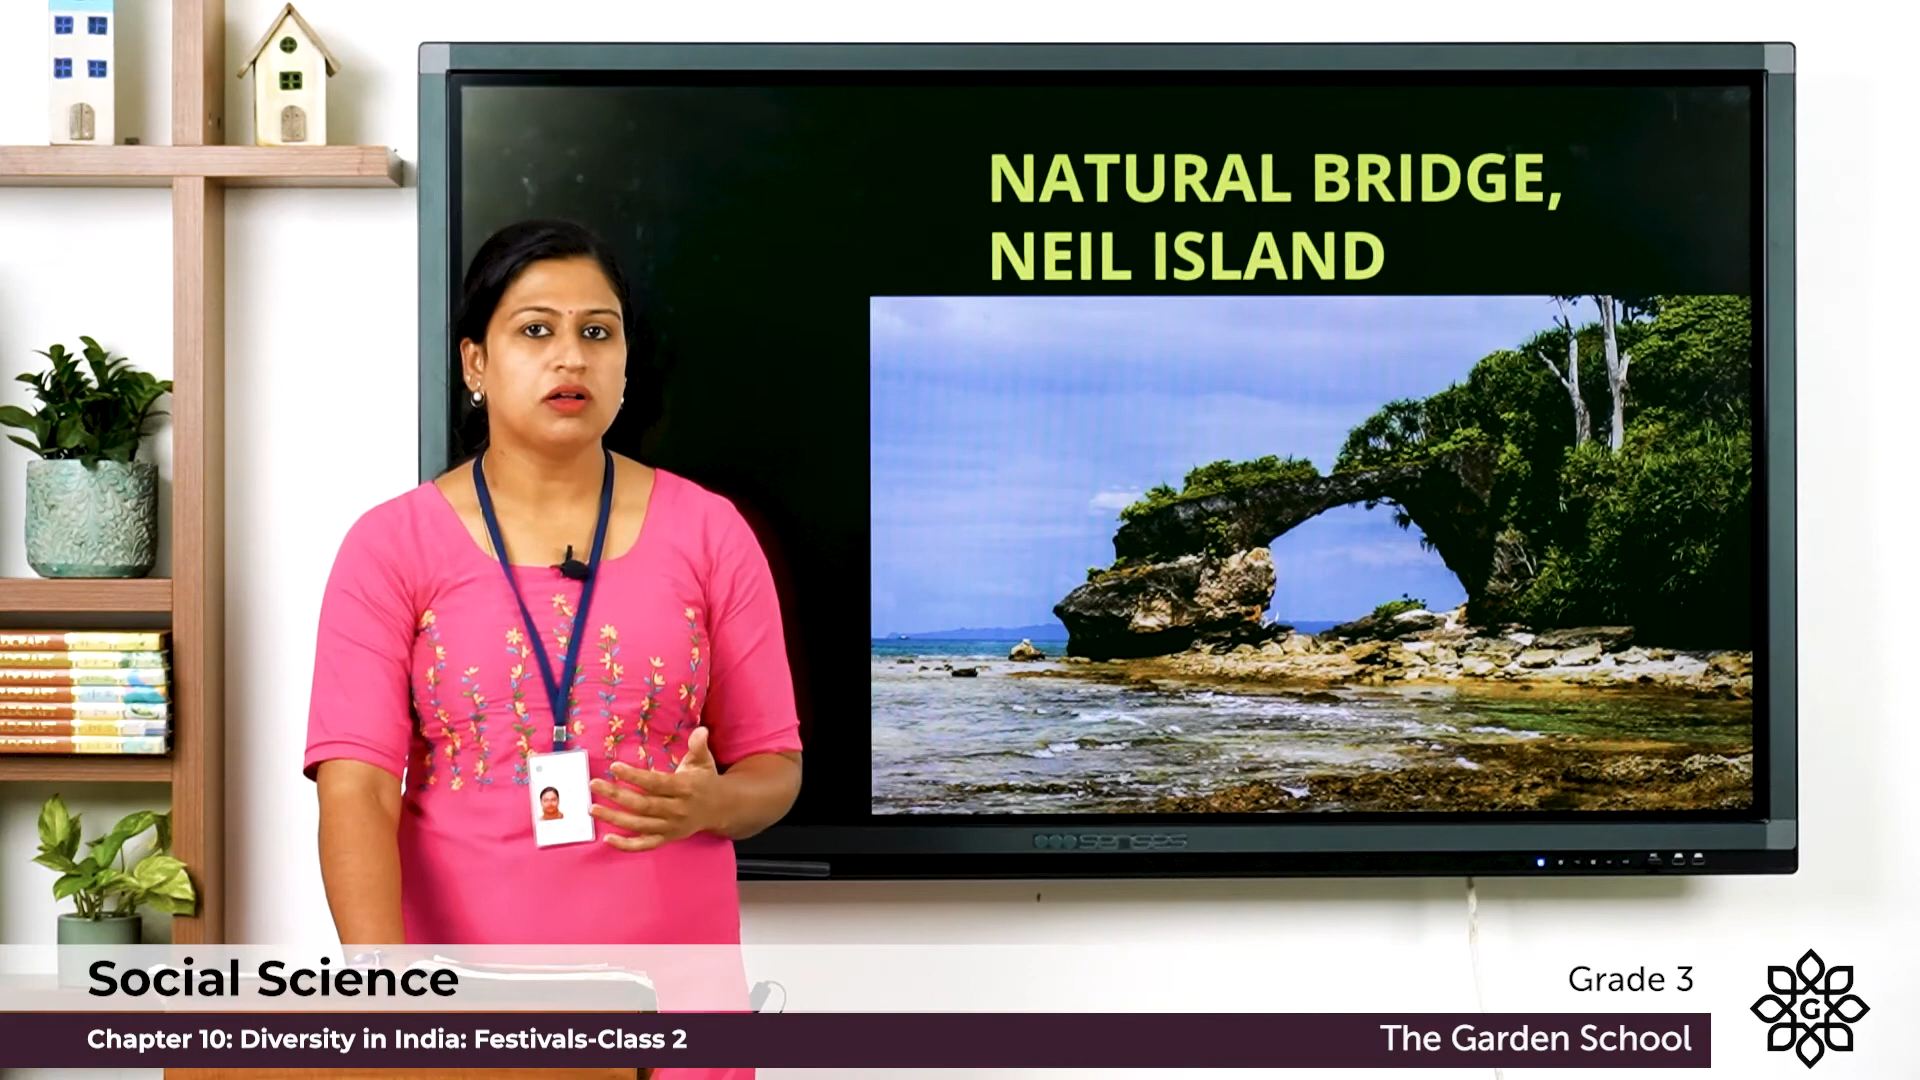 NATURAL BRIDGE,
NEIL ISLAND
senses
Social Science
Grade 3
Chapter 10: Diversity in India: Festivals-Class 2
The Garden School
G